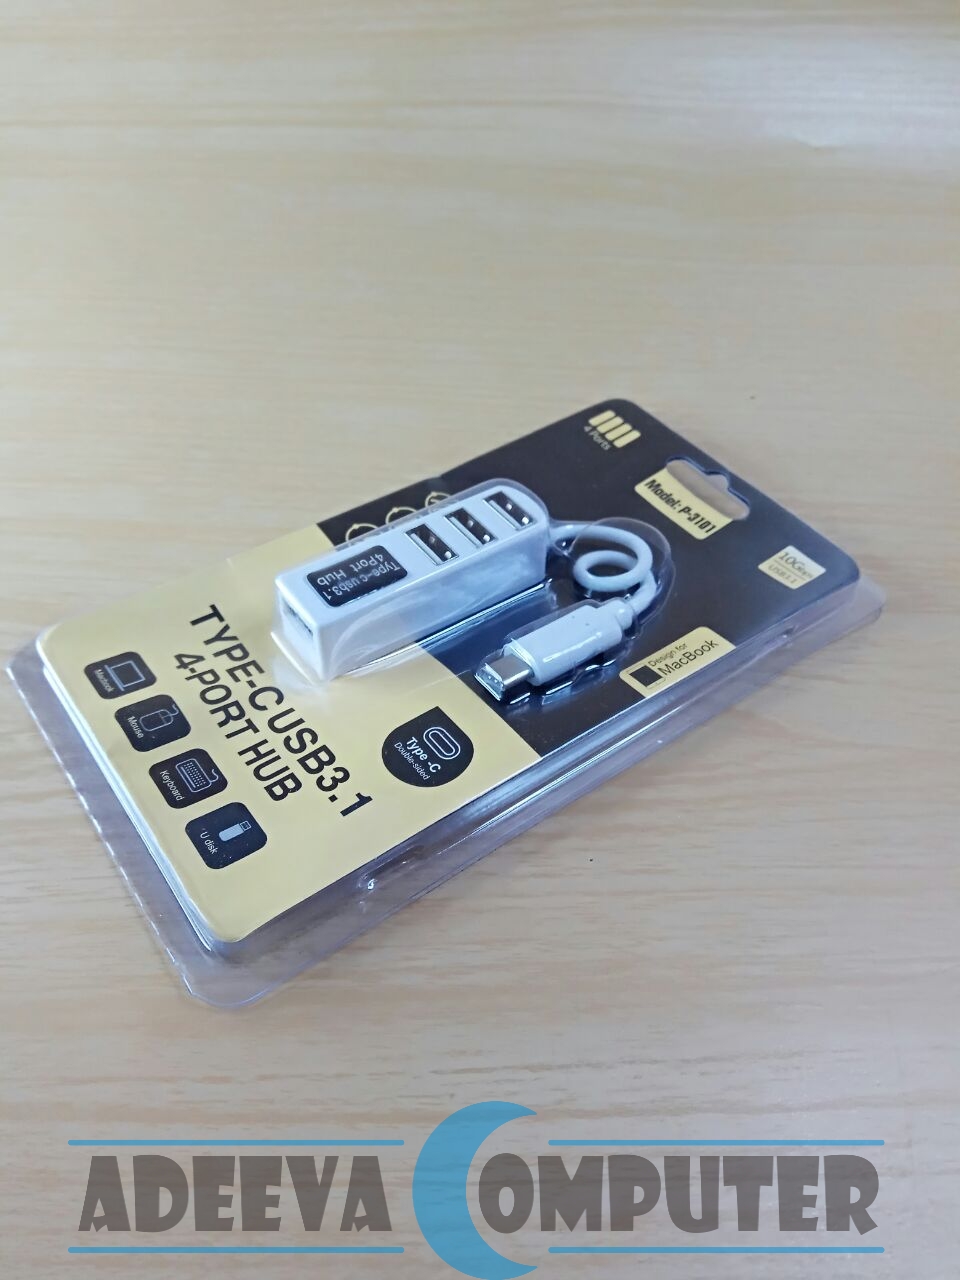 4 Ports
Model: P-3101
10Gbps
USB3.1
Type-C usb3.1
4Port Hub
Design for
MacBook
TYPE-C USB3.1
4-PORT HUB
Type -C
Double-sided
Macbook
Mouse
Keyboard
U disk
ADEEVA COMPUTER